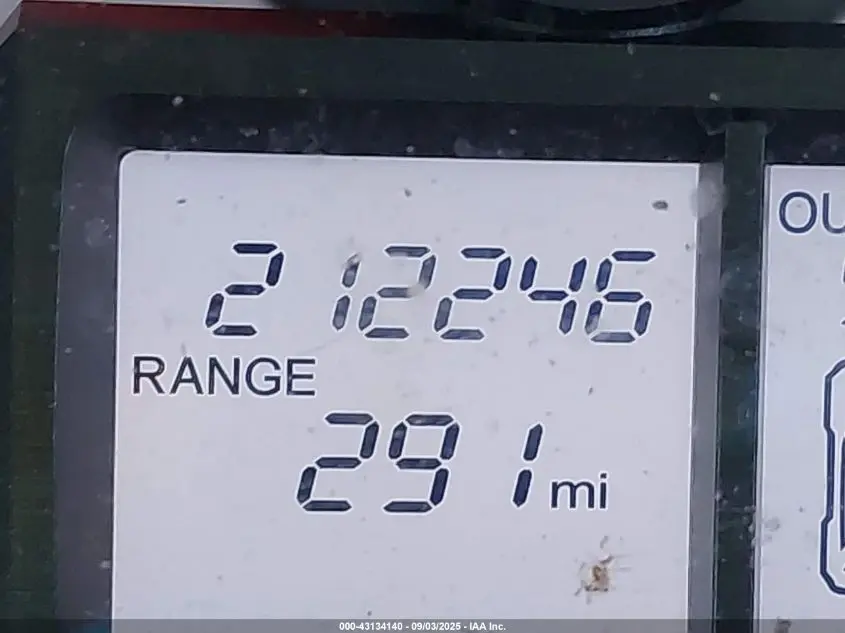 212246
OU
RANGE
291 mi
000-43134140 - 09/03/2025 - IAA Inc.